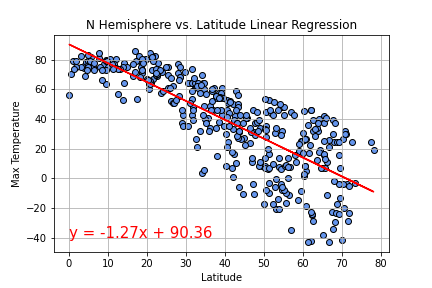 N Hemisphere vs. Latitude Linear Regression
Max Temperature
80
60
40
20
0
−20
−40
y = -1.27x + 90.36
0 10 20 30 40 50 60 70 80
Latitude